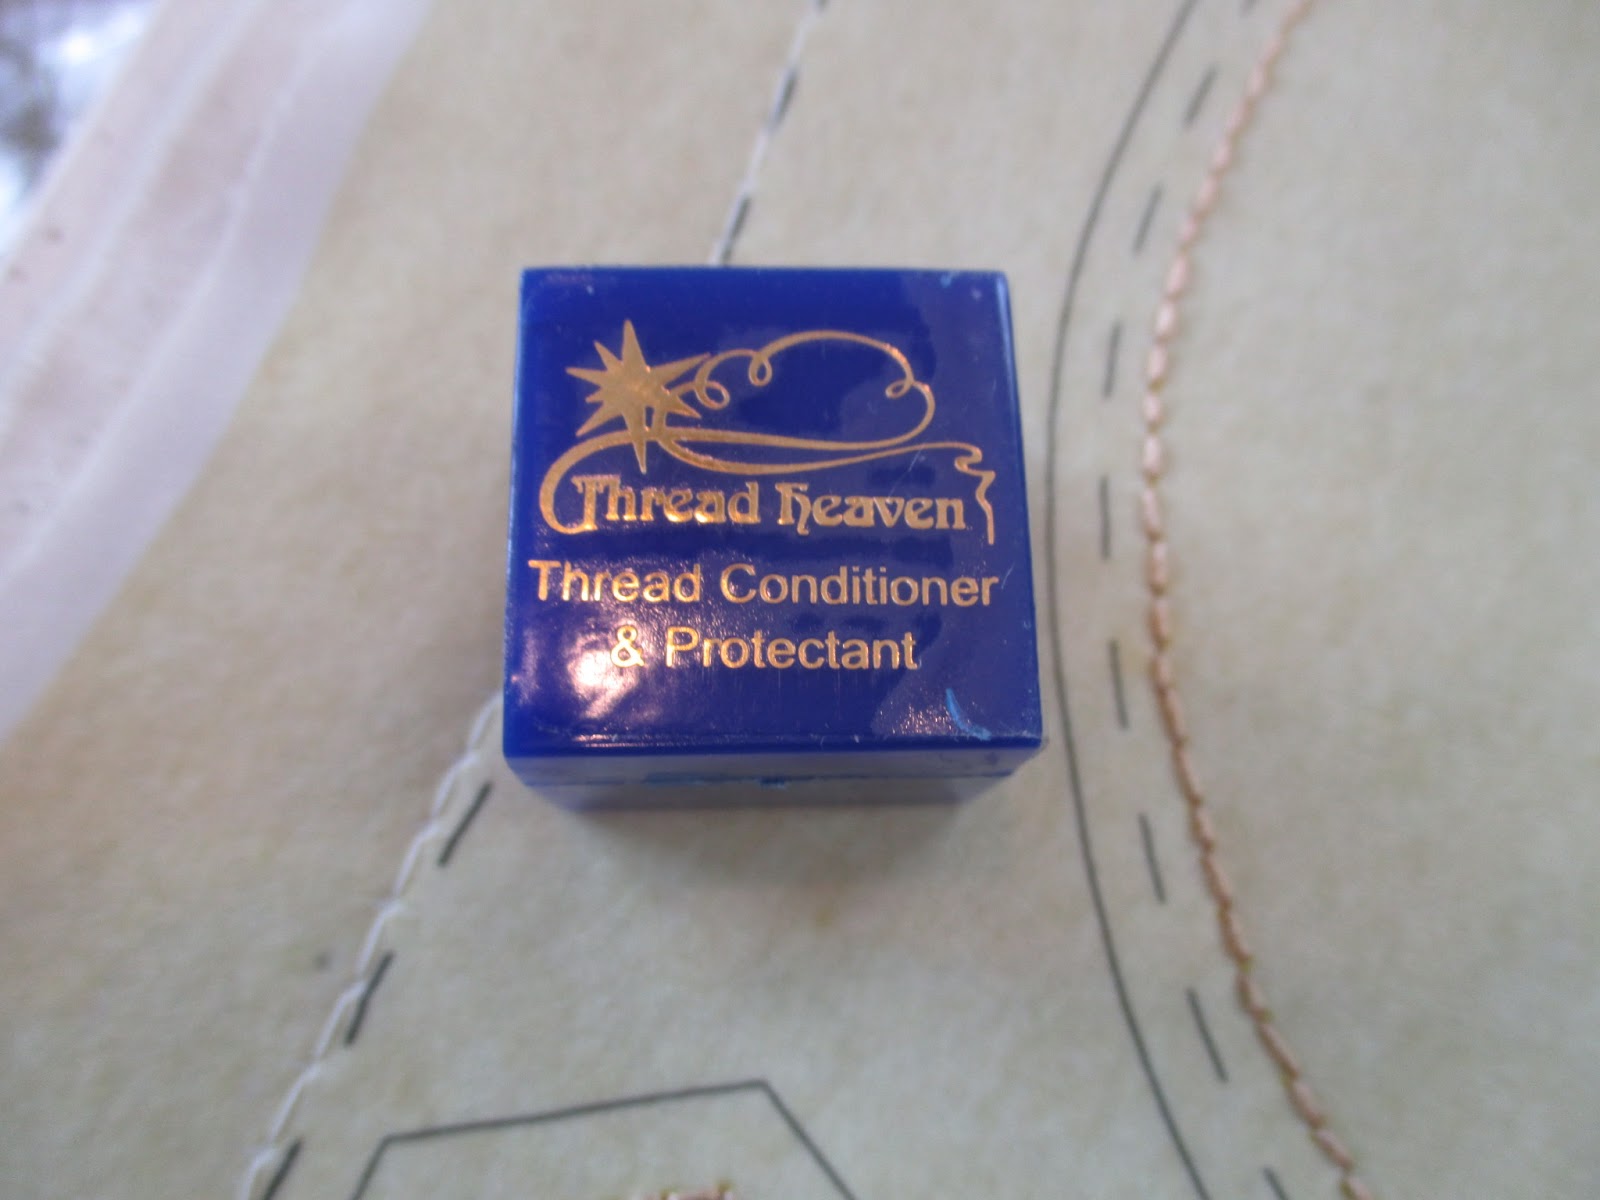 Thread Heaven
Thread Conditioner
& Protectant